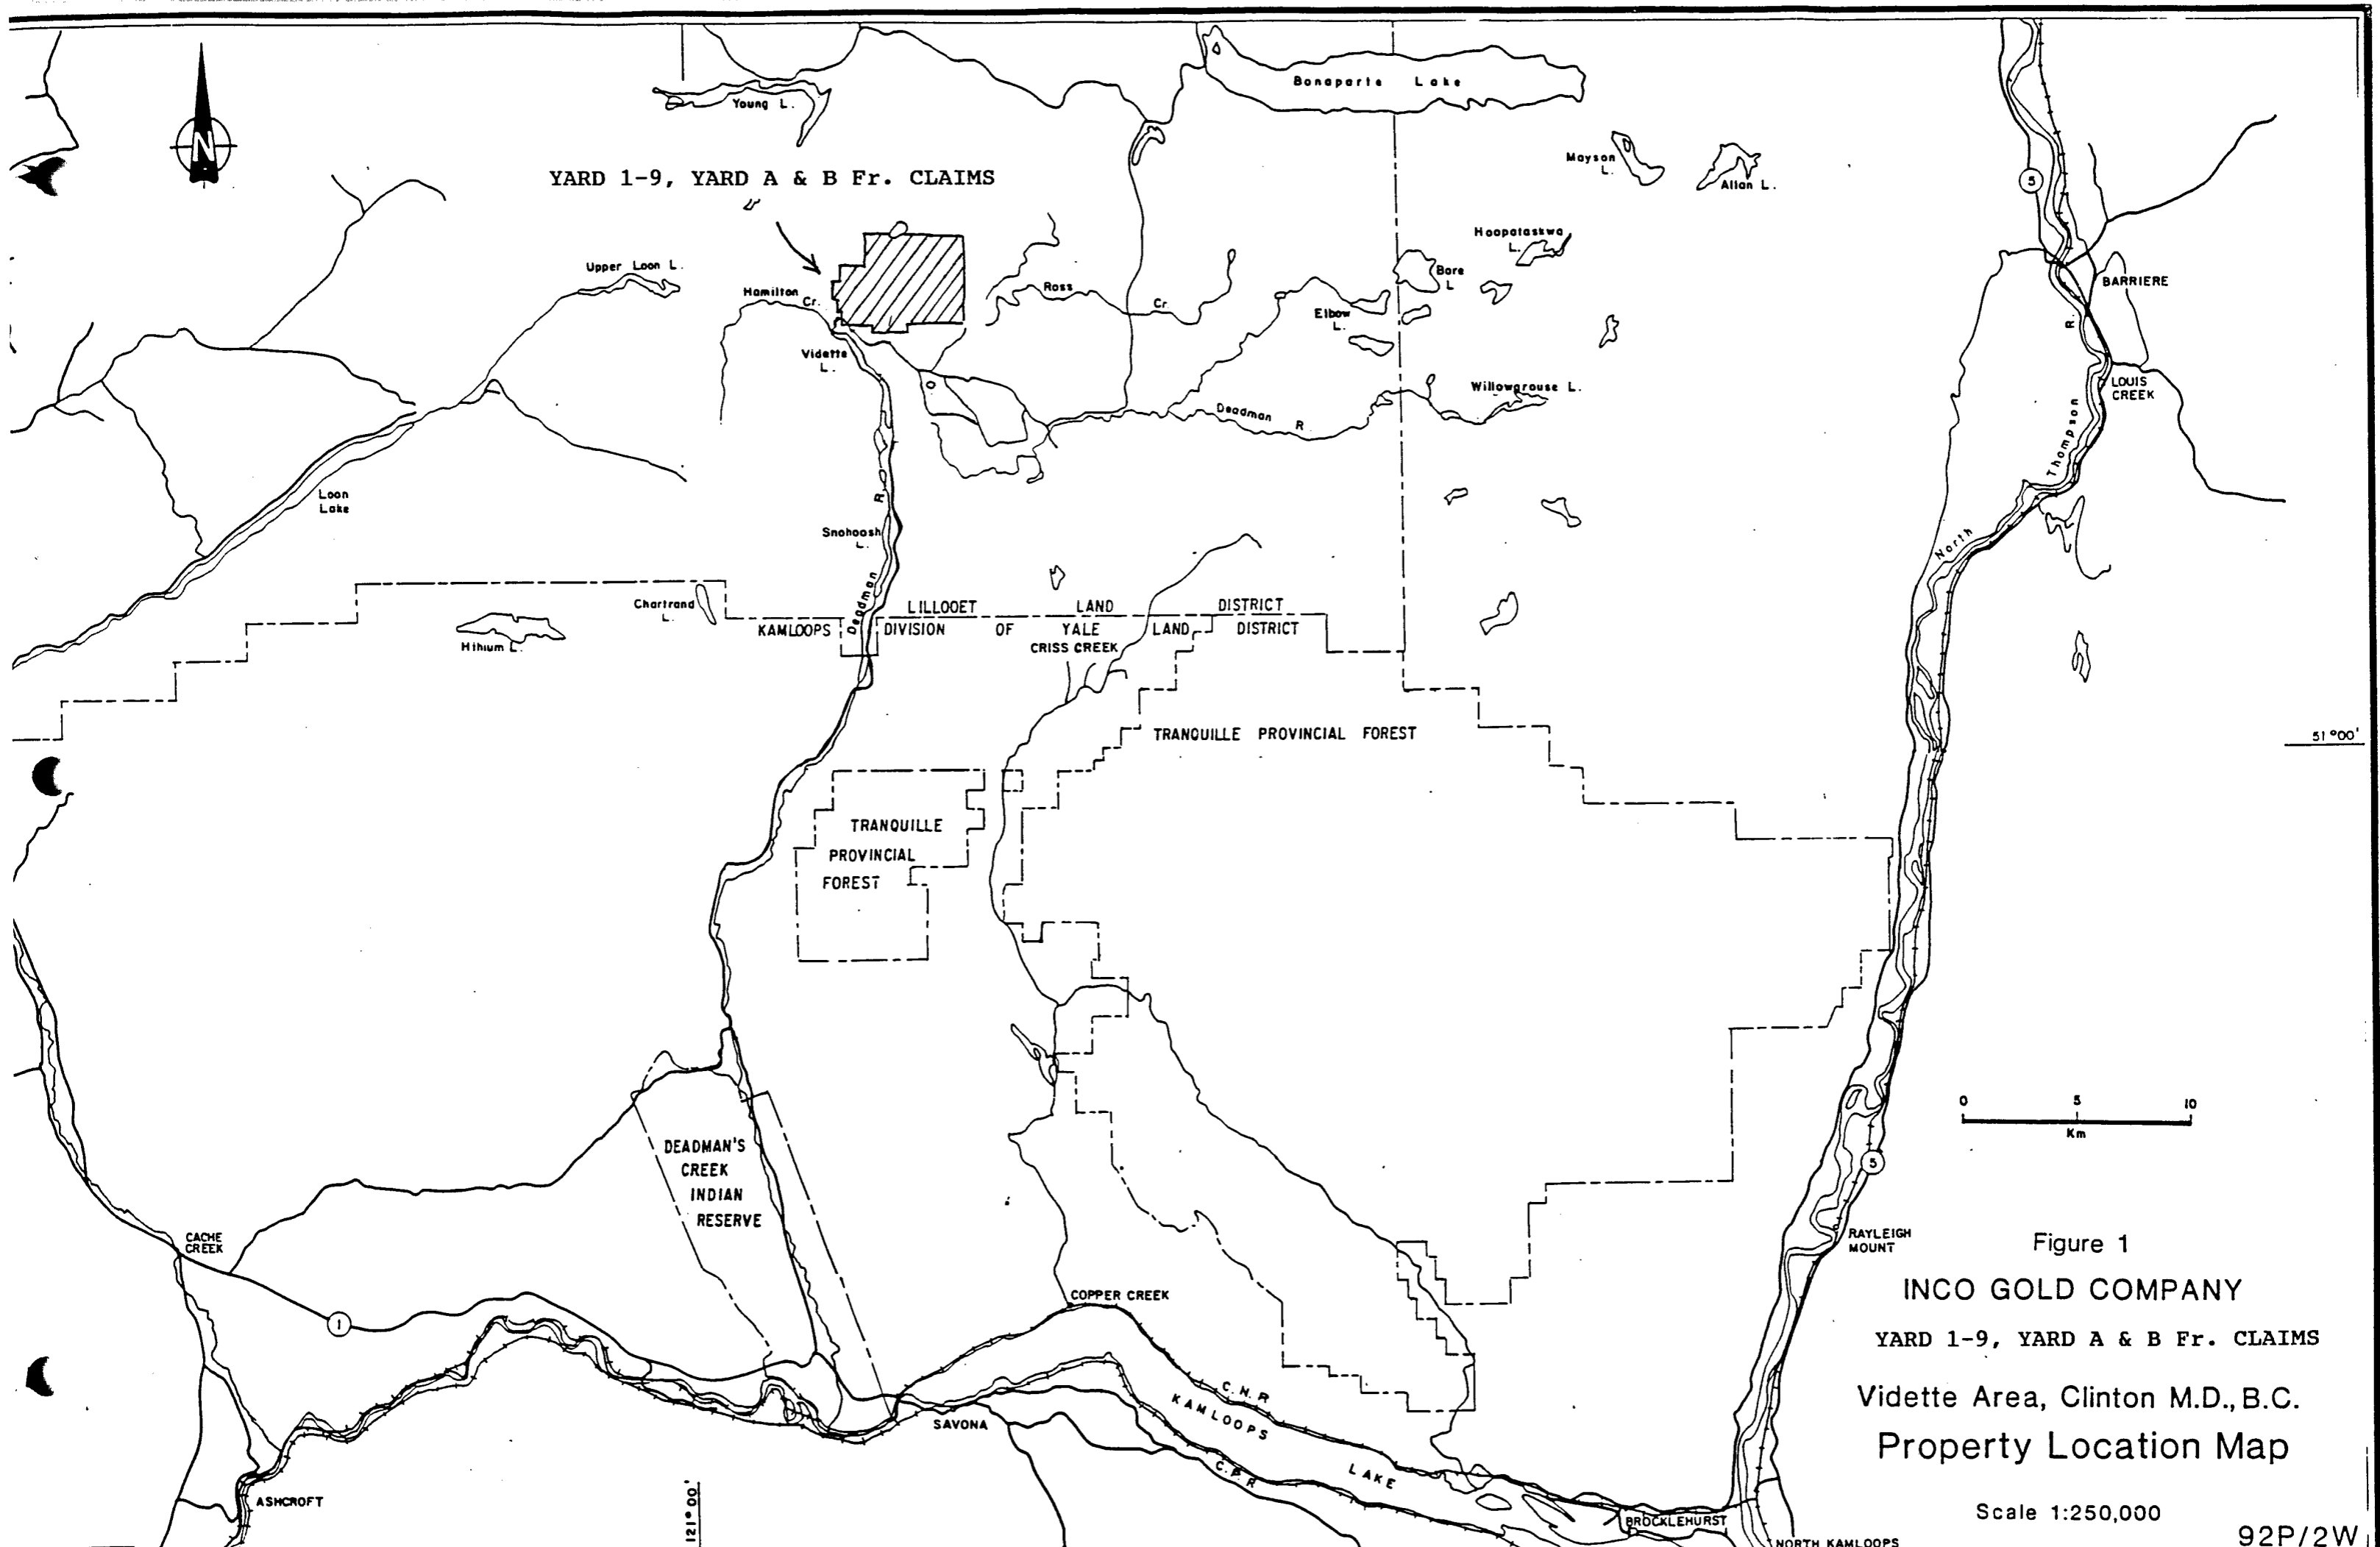 Bonaparte Lake
Young L.
N
YARD 1-9, YARD A & B Fr. CLAIMS
Mayson
L.
Allan L.
5
Hoopataskwa
L.
Upper Loon L.
Bare
L
BARRIERE
Hamilton
Cr.
Ross
Cr.
Elbow
L.
R.
Vidette
L.
Willowgrouse L.
LOUIS
CREEK
Deadman R
Thompson
Loon
Lake
R.
Snohoosh
L.
North
Deadman
Chartrand
L.
LILLOOET LAND DISTRICT
KAMLOOPS DIVISION OF YALE LAND DISTRICT
Hihium L.
CRISS CREEK
TRANQUILLE PROVINCIAL FOREST
51°00'
TRANQUILLE
PROVINCIAL
FOREST
0 5 10
Km
DEADMAN'S
CREEK
INDIAN
RESERVE
5
CACHE
CREEK
RAYLEIGH
MOUNT
Figure 1
INCO GOLD COMPANY
COPPER CREEK
1
YARD 1-9, YARD A & B Fr. CLAIMS
C.N.R
KAMLOOPS
Vidette Area, Clinton M.D., B.C.
SAVONA
Property Location Map
C.P.R
LAKE
ASHCROFT
121°00'
Scale 1:250,000
BROCKLEHURST
92P/2W
NORTH KAMLOOPS